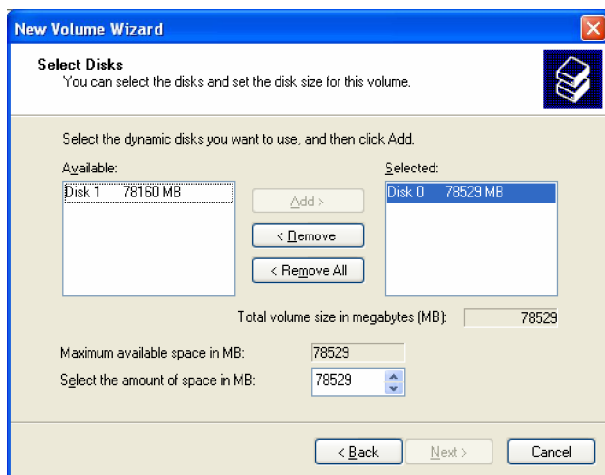 New Volume Wizard
Select Disks
You can select the disks and set the disk size for this volume.
Select the dynamic disks you want to use, and then click Add.
Available:
Selected:
Disk 1 78160 MB
Disk 0 78529 MB
Add >
< Remove
< Remove All
Total volume size in megabytes (MB): 78529
Maximum available space in MB: 78529
Select the amount of space in MB: 78529
< Back
Next >
Cancel